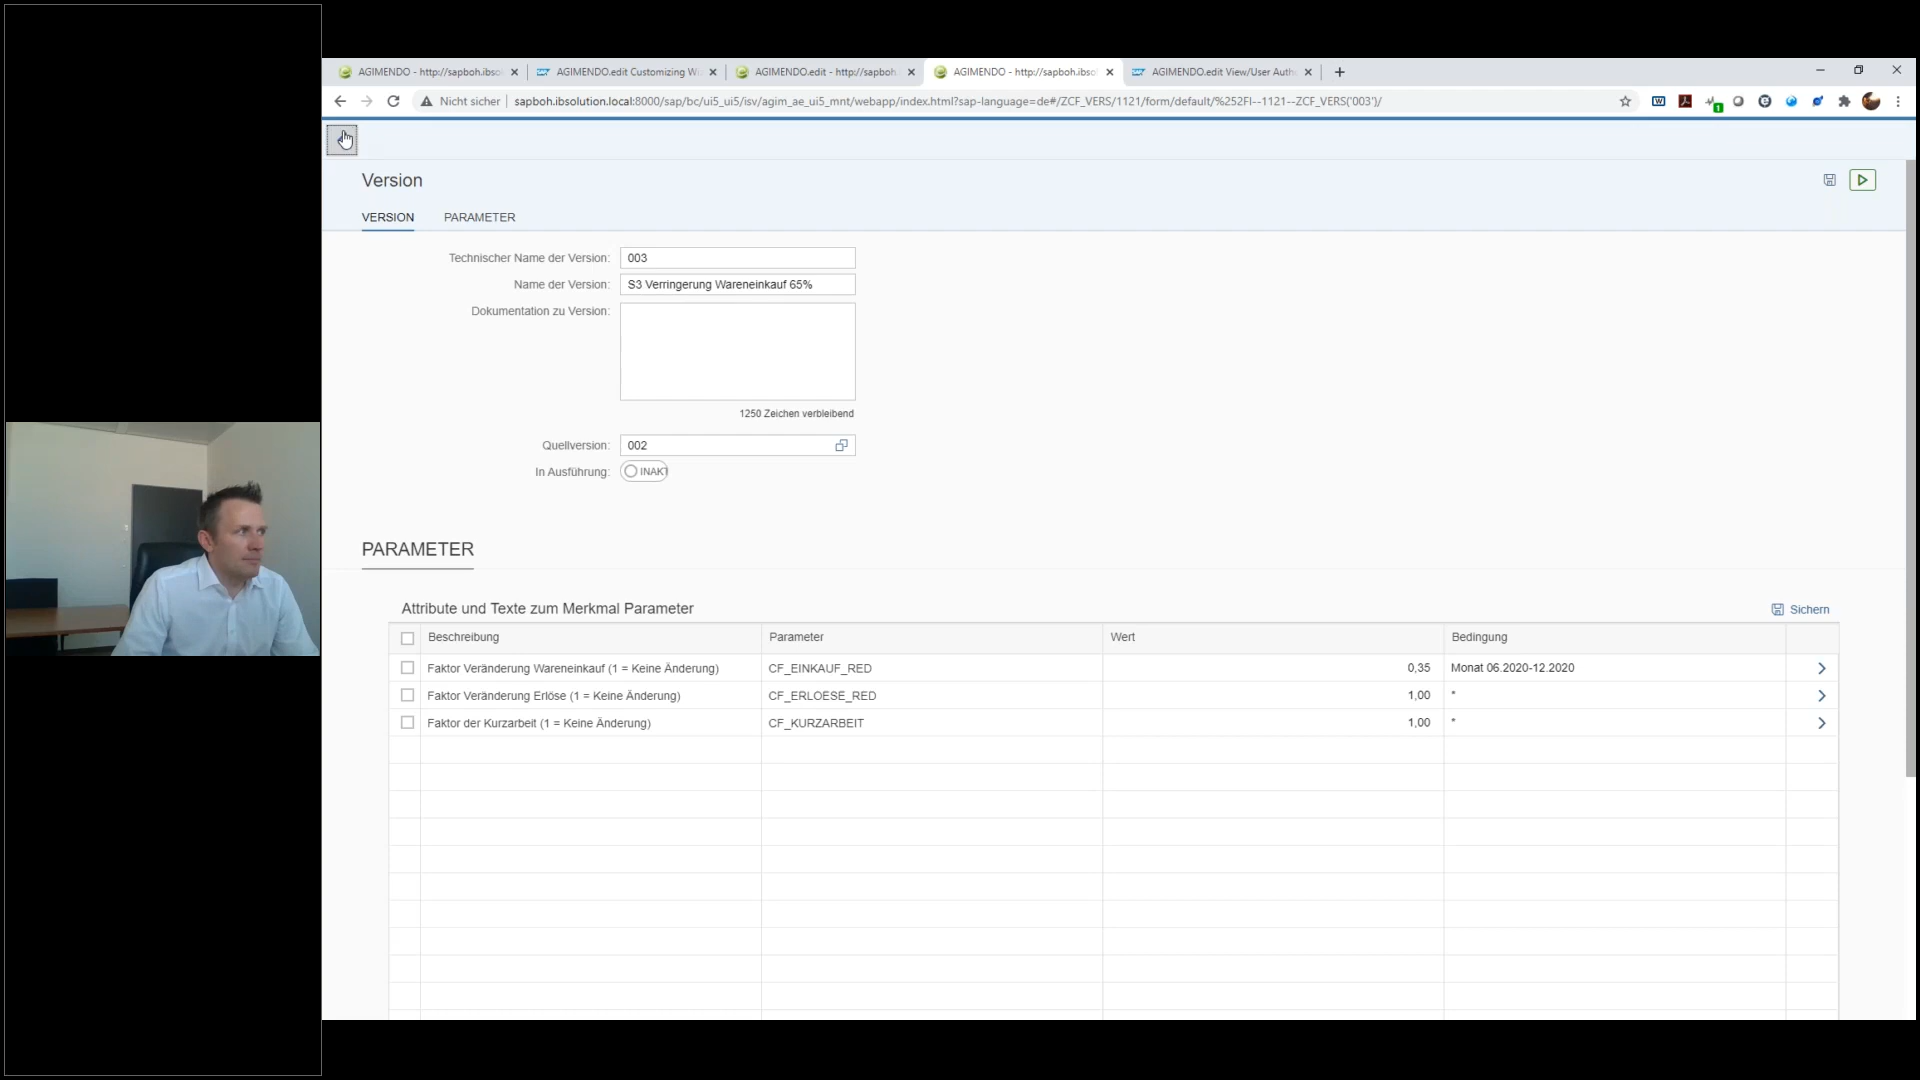 AGIMENDO - http://sapboh.ibso
AGIMENDO.edit Customizing Wi
AGIMENDO.edit - http://sapboh.
AGIMENDO - http://sapboh.ibso
AGIMENDO.edit View/User Auth
Nicht sicher
sapboh.ibsolution.local:8000/sap/bc/ui5_ui5/isv/agim_ae_ui5_mnt/webapp/index.html?sap-language=de#/ZCF_VERS/1121/form/default/%252FI--1121--ZCF_VERS('003')/
Version
VERSION PARAMETER
Technischer Name der Version: 003
Name der Version: S3 Verringerung Wareneinkauf 65%
Dokumentation zu Version:
1250 Zeichen verbleibend
Quellversion: 002
In Ausführung: INAKT
PARAMETER
Attribute und Texte zum Merkmal Parameter Sichern
Beschreibung Parameter Wert Bedingung
Faktor Veränderung Wareneinkauf (1 = Keine Änderung) CF_EINKAUF_RED 0,35 Monat 06.2020-12.2020
Faktor Veränderung Erlöse (1 = Keine Änderung) CF_ERLOESE_RED 1,00 *
Faktor der Kurzarbeit (1 = Keine Änderung) CF_KURZARBEIT 1,00 *